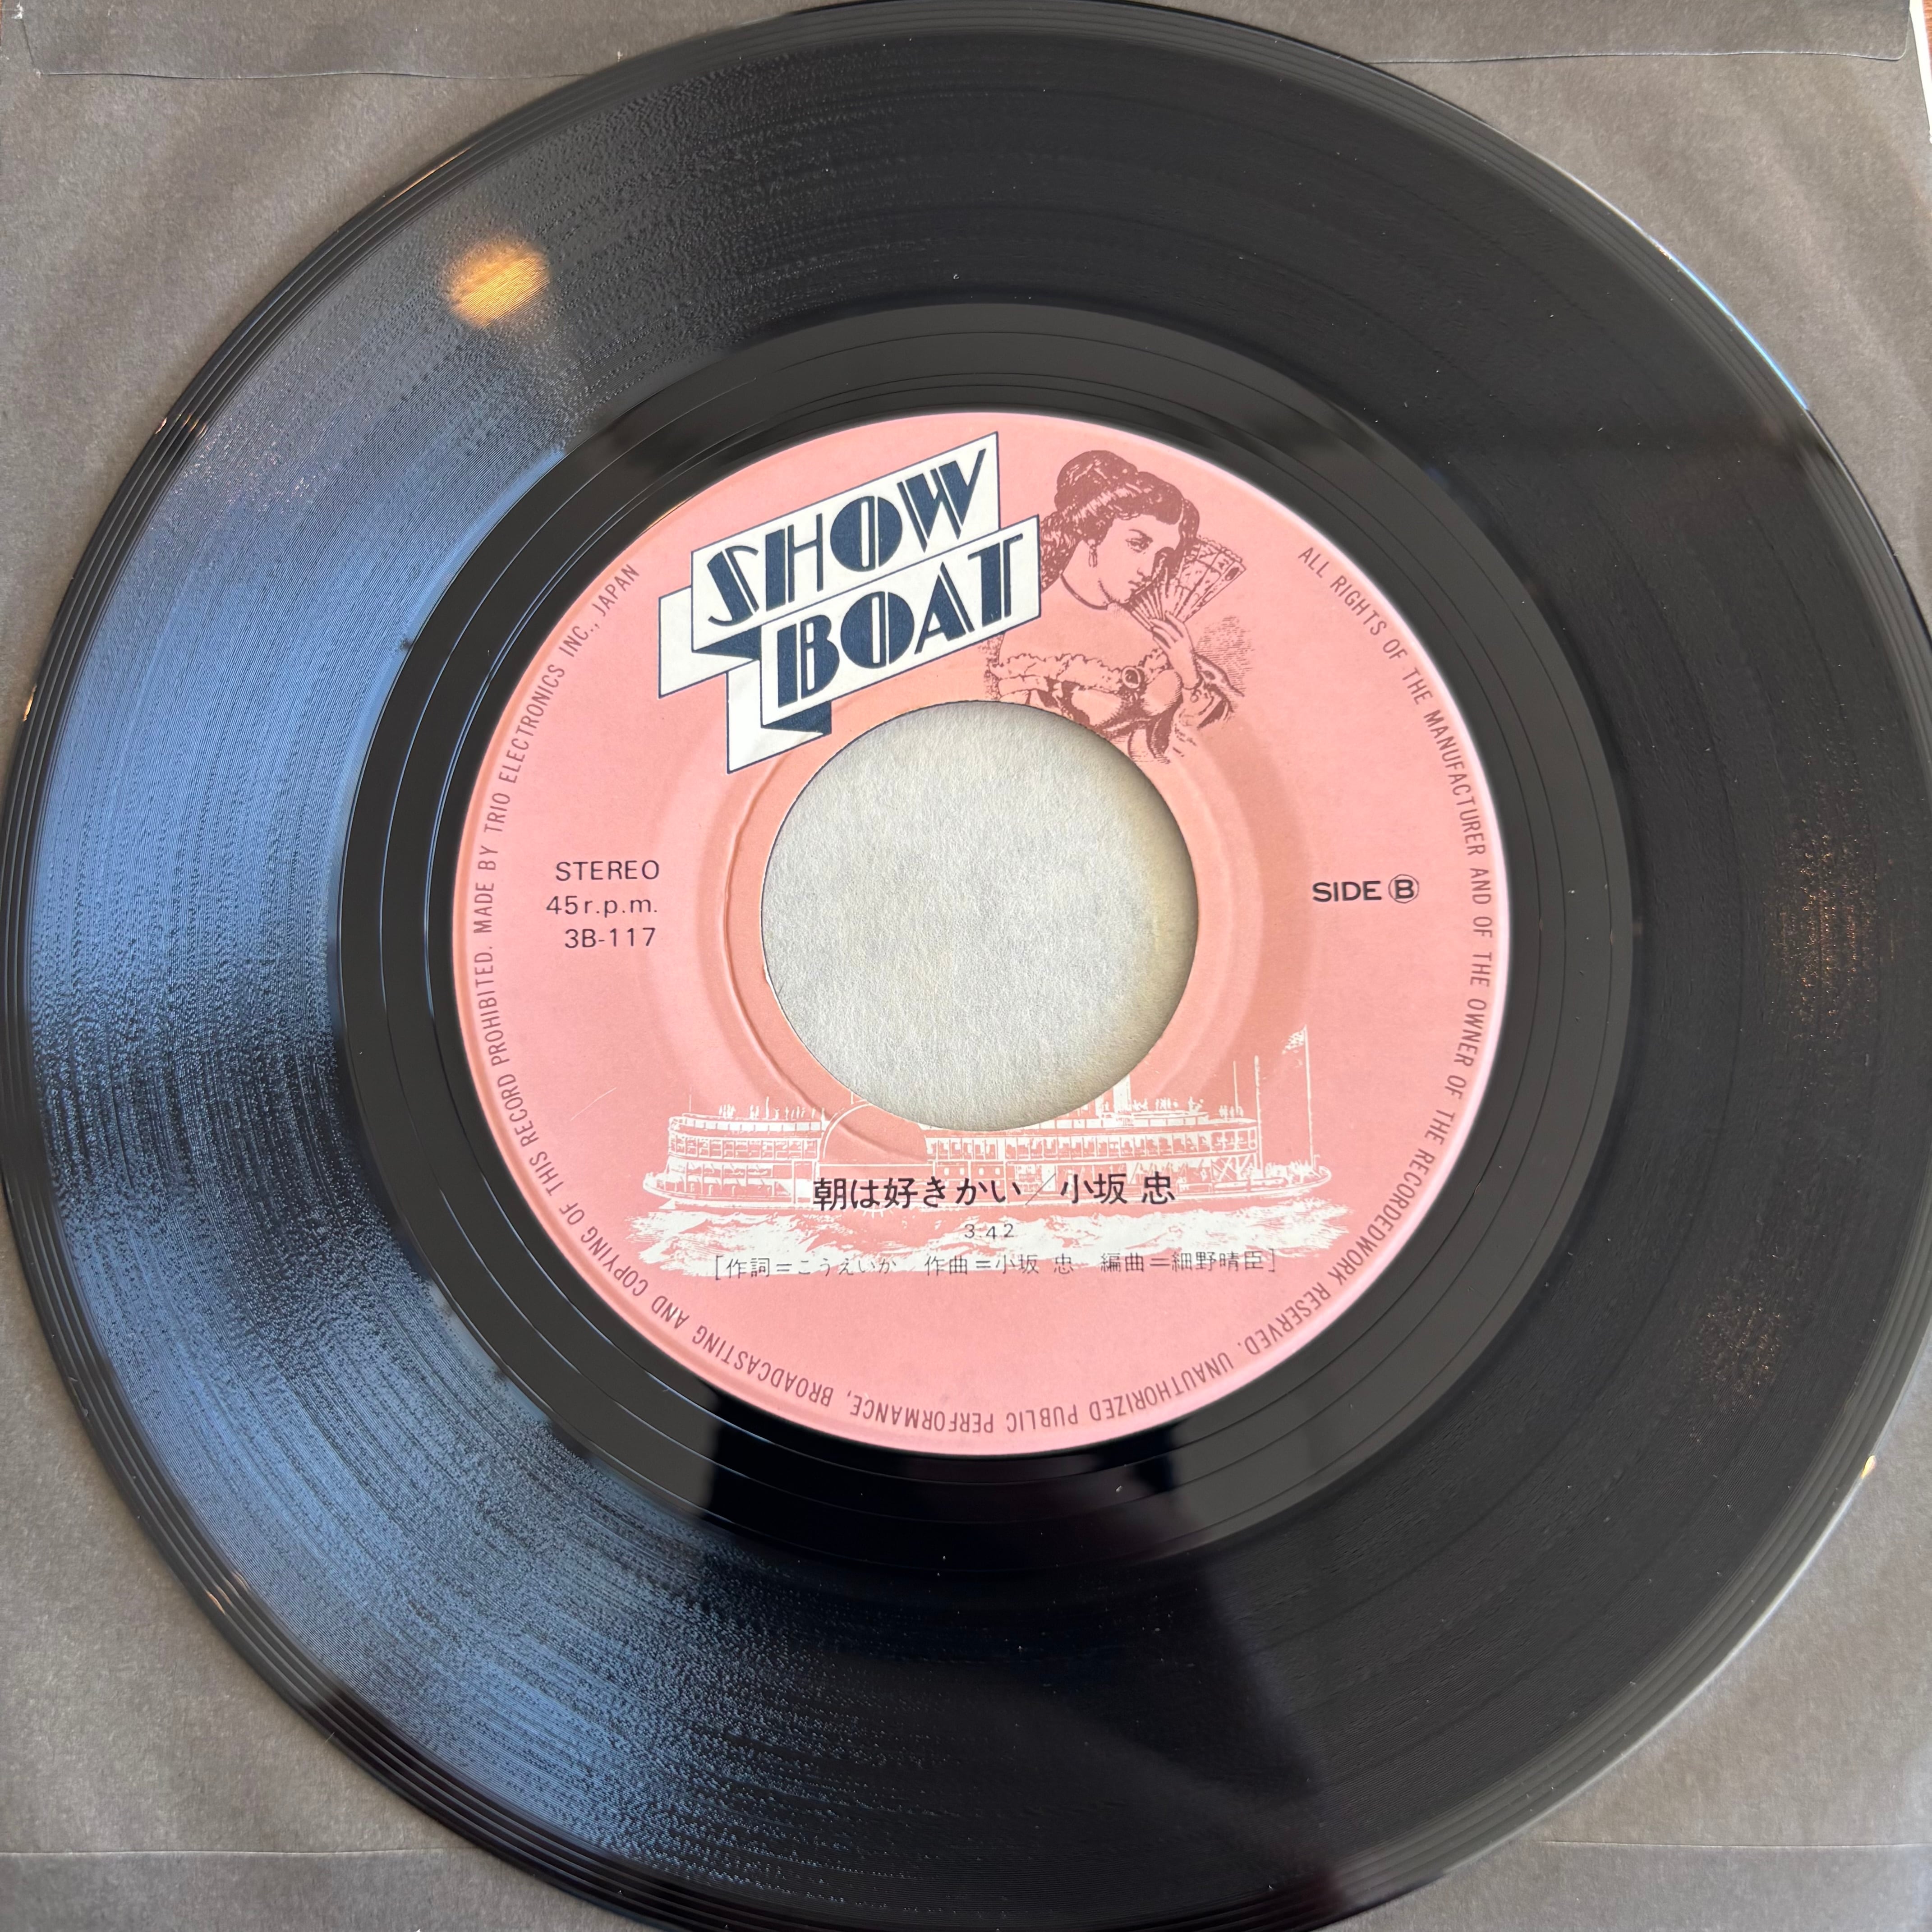 SHOW
BOAT
STEREO
45r.p.m.
3B-117
SIDE Ⓑ
朝は好きかい/小坂 忠
3.42
[作詞=こうえいか 作曲=小坂 忠 編曲=細野晴臣]
ALL RIGHTS OF THE MANUFACTURER AND OF THE OWNER OF THE RECORDEDWORK RESERVED. UNAUTHORIZED PUBLIC PERFORMANCE, BROADCASTING AND COPYING OF THIS RECORD PROHIBITED. MADE BY TRIO ELECTRONICS INC., JAPAN